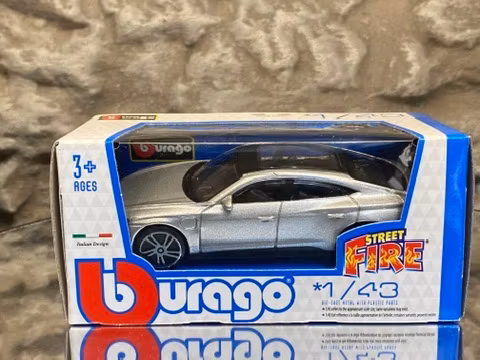 burago
3+
AGES
Italian Design
STREET
FIRE
burago
*1/43
DIE-CAST METAL WITH PLASTIC PARTS